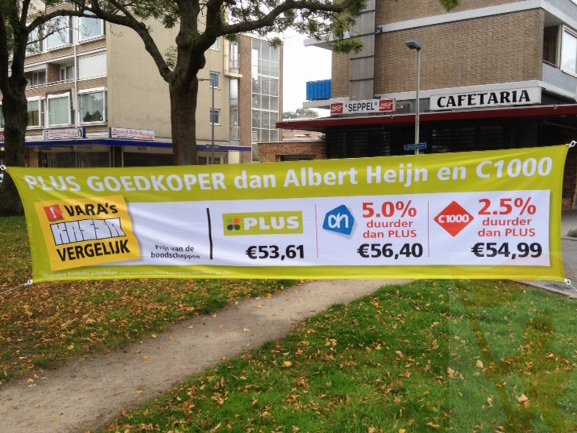 "SEPPEL"
CAFETARIA
PLUS GOEDKOPER dan Albert Heijn en C1000
! VARA's
KASSA
VERGELIJK
Prijs van de
boodschappen
PLUS
€53,61
ah
5.0%
duurder
dan PLUS
€56,40
C1000
2.5%
duurder
dan PLUS
€54,99